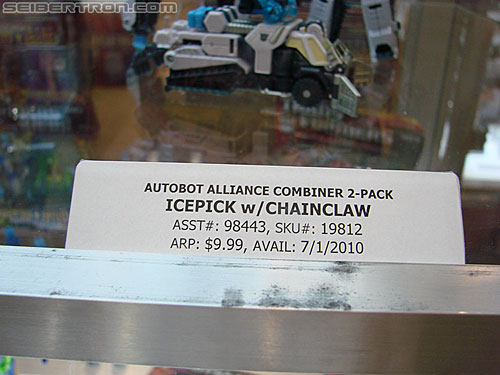 SEIBERTRON.COM
AUTOBOT ALLIANCE COMBINER 2-PACK
ICEPICK w/CHAINCLAW
ASST#: 98443, SKU#: 19812
ARP: $9.99, AVAIL: 7/1/2010